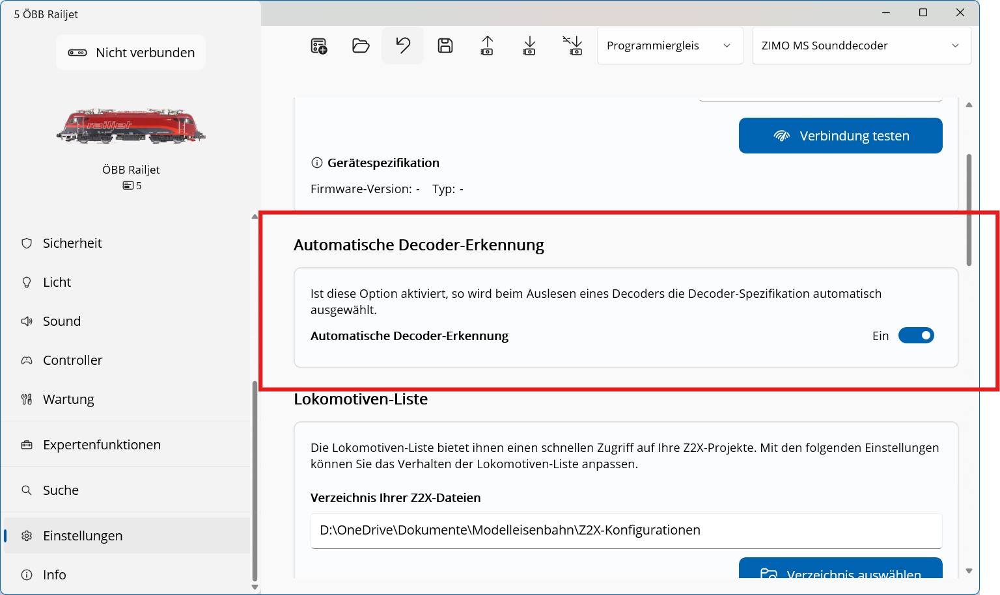 5 ÖBB Railjet
Nicht verbunden
Programmiergleis
ZIMO MS Sounddecoder
railjet
ÖBB Railjet
5
Sicherheit
Licht
Sound
Controller
Wartung
Expertenfunktionen
Suche
Einstellungen
Info
Verbindung testen
Gerätespezifikation
Firmware-Version: - Typ: -
Automatische Decoder-Erkennung
Ist diese Option aktiviert, so wird beim Auslesen eines Decoders die Decoder-Spezifikation automatisch
ausgewählt.
Automatische Decoder-Erkennung
Ein
Lokomotiven-Liste
Die Lokomotiven-Liste bietet ihnen einen schnellen Zugriff auf Ihre Z2X-Projekte. Mit den folgenden Einstellungen
können Sie das Verhalten der Lokomotiven-Liste anpassen.
Verzeichnis Ihrer Z2X-Dateien
D:\OneDrive\Dokumente\Modelleisenbahn\Z2X-Konfigurationen
Verzeichnis auswählen